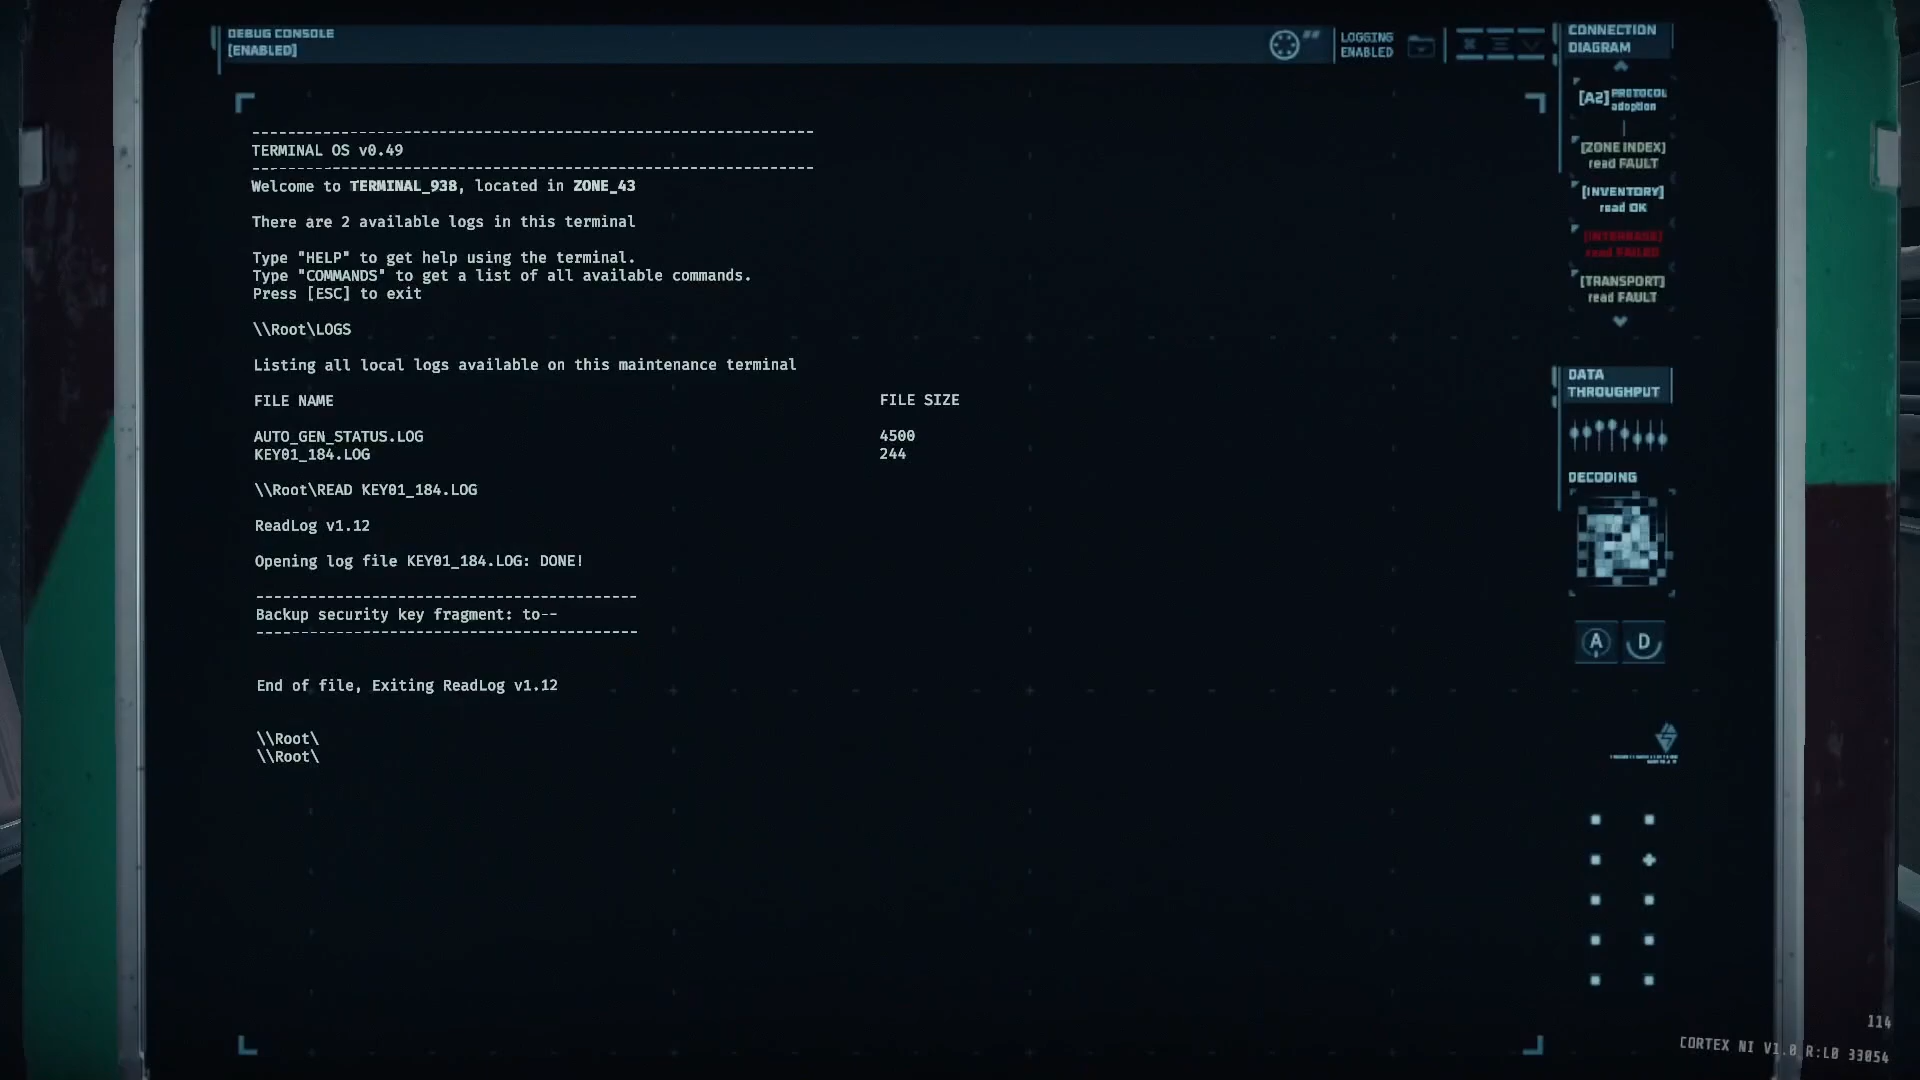 DEBUG CONSOLE
[ENABLED]
LOGGING
ENABLED
------------------------------------------------------------
TERMINAL OS v0.49
------------------------------------------------------------
Welcome to TERMINAL_938, located in ZONE_43
There are 2 available logs in this terminal
Type "HELP" to get help using the terminal.
Type "COMMANDS" to get a list of all available commands.
Press [ESC] to exit
\\Root\LOGS
Listing all local logs available on this maintenance terminal
FILE NAME FILE SIZE
AUTO_GEN_STATUS.LOG 4500
KEY01_184.LOG 244
\\Root\READ KEY01_184.LOG
ReadLog v1.12
Opening log file KEY01_184.LOG: DONE!
-------------------------------------------
Backup security key fragment: to--
-------------------------------------------
End of file, Exiting ReadLog v1.12
\\Root\
\\Root\
CONNECTION
DIAGRAM
[A2] PROTOCOL
adoption
[ZONE INDEX]
read FAULT
[INVENTORY]
read OK
read FAILED
[TRANSPORT]
read FAULT
DATA
THROUGHPUT
DECODING
A D
114
CORTEX NI V1.0 R:L0 33054